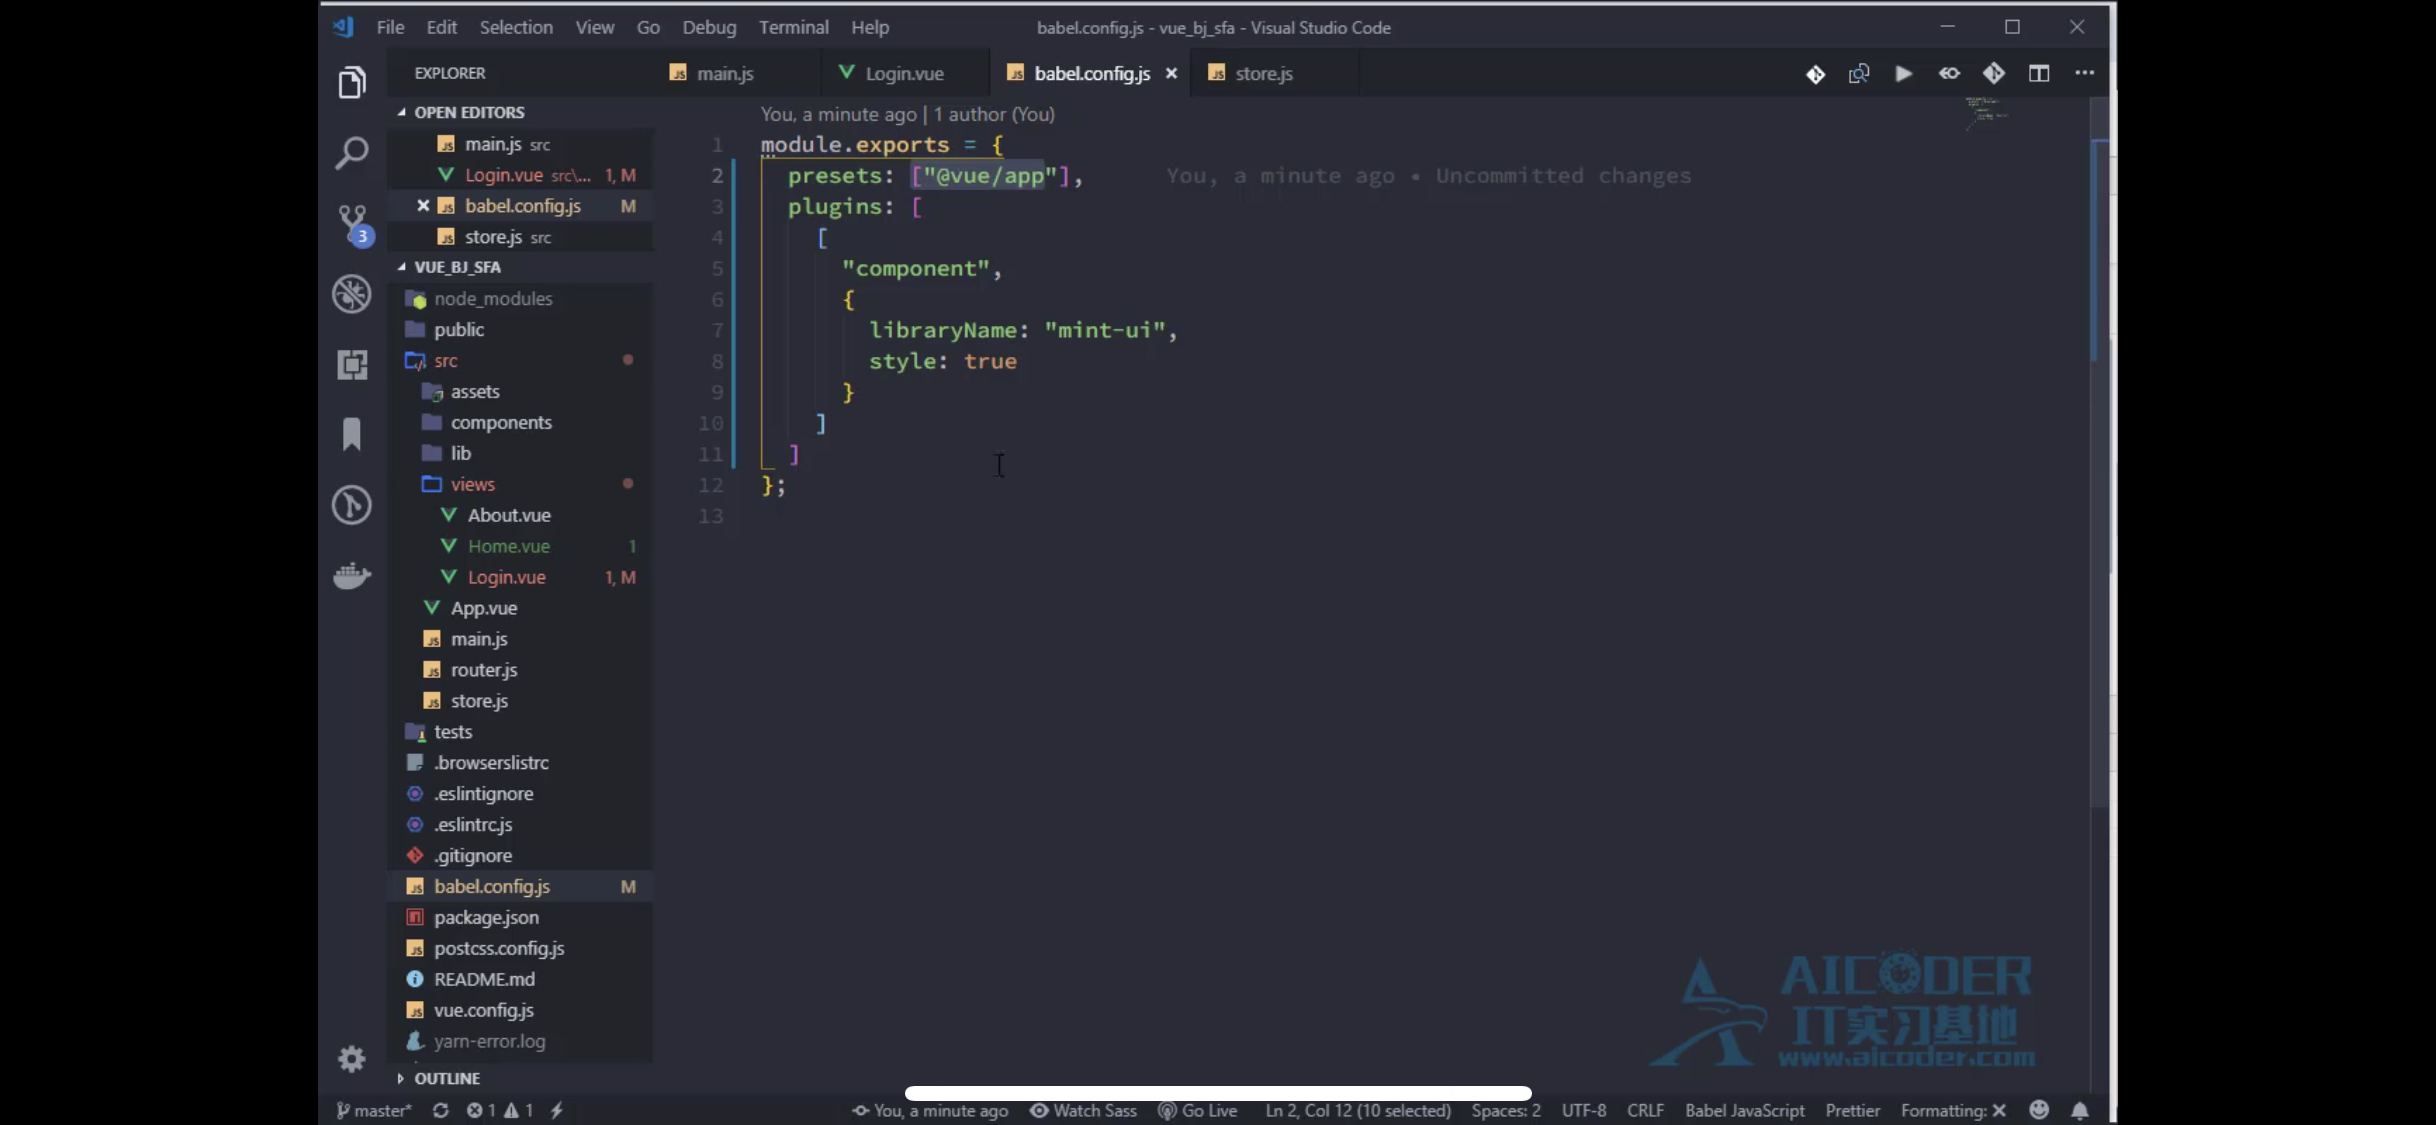 File Edit Selection View Go Debug Terminal Help
babel.config.js - vue_bj_sfa - Visual Studio Code
EXPLORER
main.js
Login.vue
babel.config.js
store.js
OPEN EDITORS
main.js src
Login.vue src\... 1, M
babel.config.js M
store.js src
3
VUE_BJ_SFA
node_modules
public
src
assets
components
lib
views
About.vue
Home.vue 1
Login.vue 1, M
App.vue
main.js
router.js
store.js
tests
.browserslistrc
.eslintignore
.eslintrc.js
.gitignore
babel.config.js M
package.json
postcss.config.js
README.md
vue.config.js
yarn-error.log
OUTLINE
You, a minute ago | 1 author (You)
1 module.exports = {
2 presets: ["@vue/app"], You, a minute ago • Uncommitted changes
3 plugins: [
4 [
5 "component",
6 {
7 libraryName: "mint-ui",
8 style: true
9 }
10 ]
11 ]
12 };
13
AICODER
IT实习基地
www.aicoder.com
master* 1 1 You, a minute ago Watch Sass Go Live Ln 2, Col 12 (10 selected) Spaces: 2 UTF-8 CRLF Babel JavaScript Prettier Formatting: ✕